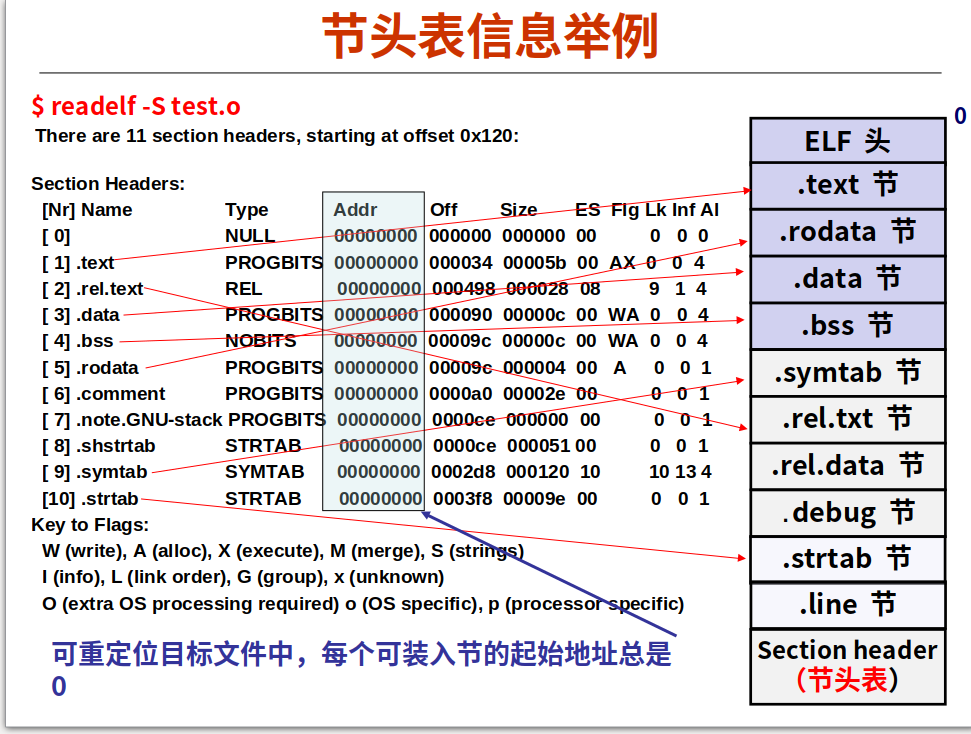 节头表信息举例
$ readelf -S test.o
There are 11 section headers, starting at offset 0x120:
Section Headers:
[Nr] Name Type Addr Off Size ES Flg Lk Inf Al
[ 0] NULL 00000000 000000 000000 00 0 0 0
[ 1] .text PROGBITS 00000000 000034 00005b 00 AX 0 0 4
[ 2] .rel.text REL 00000000 000498 000028 08 9 1 4
[ 3] .data PROGBITS 00000000 000090 00000c 00 WA 0 0 4
[ 4] .bss NOBITS 00000000 00009c 00000c 00 WA 0 0 4
[ 5] .rodata PROGBITS 00000000 00009c 000004 00 A 0 0 1
[ 6] .comment PROGBITS 00000000 0000a0 00002e 00 0 0 1
[ 7] .note.GNU-stack PROGBITS 00000000 0000ce 000000 00 0 0 1
[ 8] .shstrtab STRTAB 00000000 0000ce 000051 00 0 0 1
[ 9] .symtab SYMTAB 00000000 0002d8 000120 10 10 13 4
[10] .strtab STRTAB 00000000 0003f8 00009e 00 0 0 1
Key to Flags:
W (write), A (alloc), X (execute), M (merge), S (strings)
I (info), L (link order), G (group), x (unknown)
O (extra OS processing required) o (OS specific), p (processor specific)
可重定位目标文件中，每个可装入节的起始地址总是
0
0
ELF 头
.text 节
.rodata 节
.data 节
.bss 节
.symtab 节
.rel.txt 节
.rel.data 节
.debug 节
.strtab 节
.line 节
Section header
（节头表）